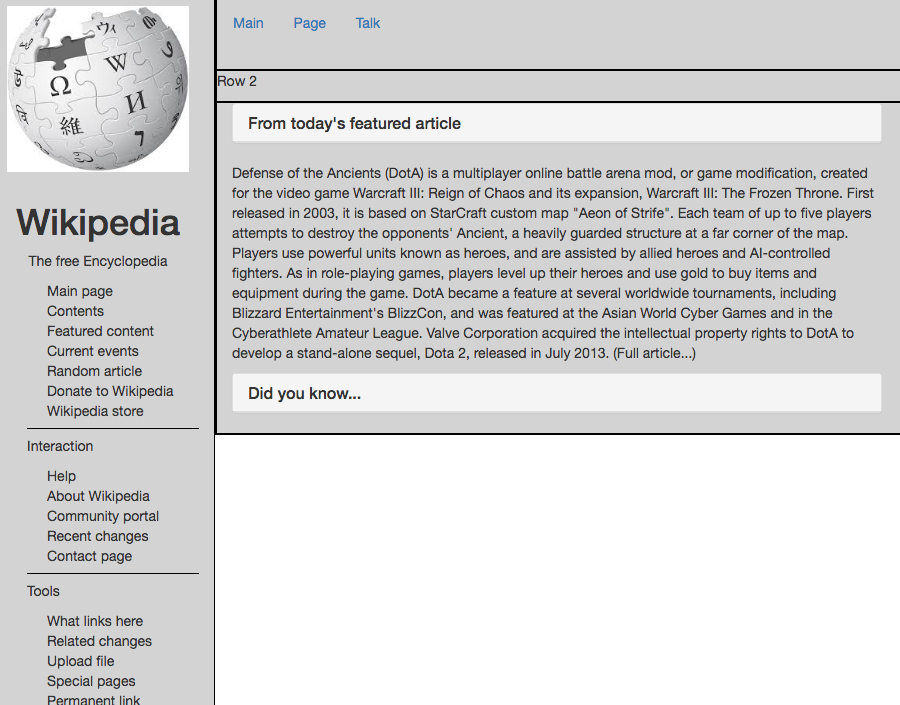 Ω
W
И
維
ウィ
7
Wikipedia
The free Encyclopedia
Main page
Contents
Featured content
Current events
Random article
Donate to Wikipedia
Wikipedia store
Interaction
Help
About Wikipedia
Community portal
Recent changes
Contact page
Tools
What links here
Related changes
Upload file
Special pages
Permanent link
Main Page Talk
Row 2
From today's featured article
Defense of the Ancients (DotA) is a multiplayer online battle arena mod, or game modification, created
for the video game Warcraft III: Reign of Chaos and its expansion, Warcraft III: The Frozen Throne. First
released in 2003, it is based on StarCraft custom map "Aeon of Strife". Each team of up to five players
attempts to destroy the opponents' Ancient, a heavily guarded structure at a far corner of the map.
Players use powerful units known as heroes, and are assisted by allied heroes and AI-controlled
fighters. As in role-playing games, players level up their heroes and use gold to buy items and
equipment during the game. DotA became a feature at several worldwide tournaments, including
Blizzard Entertainment's BlizzCon, and was featured at the Asian World Cyber Games and in the
Cyberathlete Amateur League. Valve Corporation acquired the intellectual property rights to DotA to
develop a stand-alone sequel, Dota 2, released in July 2013. (Full article...)
Did you know...